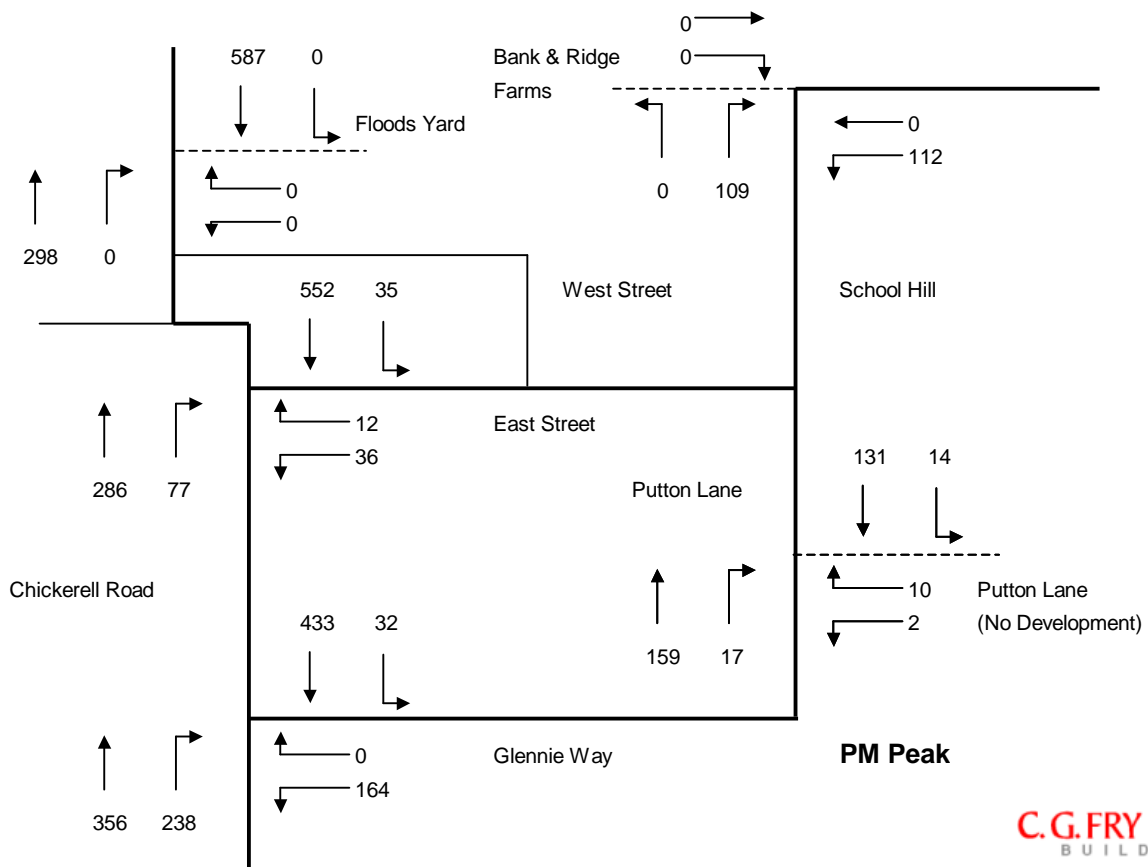 0
587 0 Bank & Ridge 0
Farms
Floods Yard 0
0 112
0 0 109
298 0
552 35 West Street School Hill
12 East Street
36 131 14
286 77 Putton Lane
Chickerell Road 10 Putton Lane
433 32 2 (No Development)
159 17
0 Glennie Way PM Peak
164
356 238
C.G.FRY
BUILD